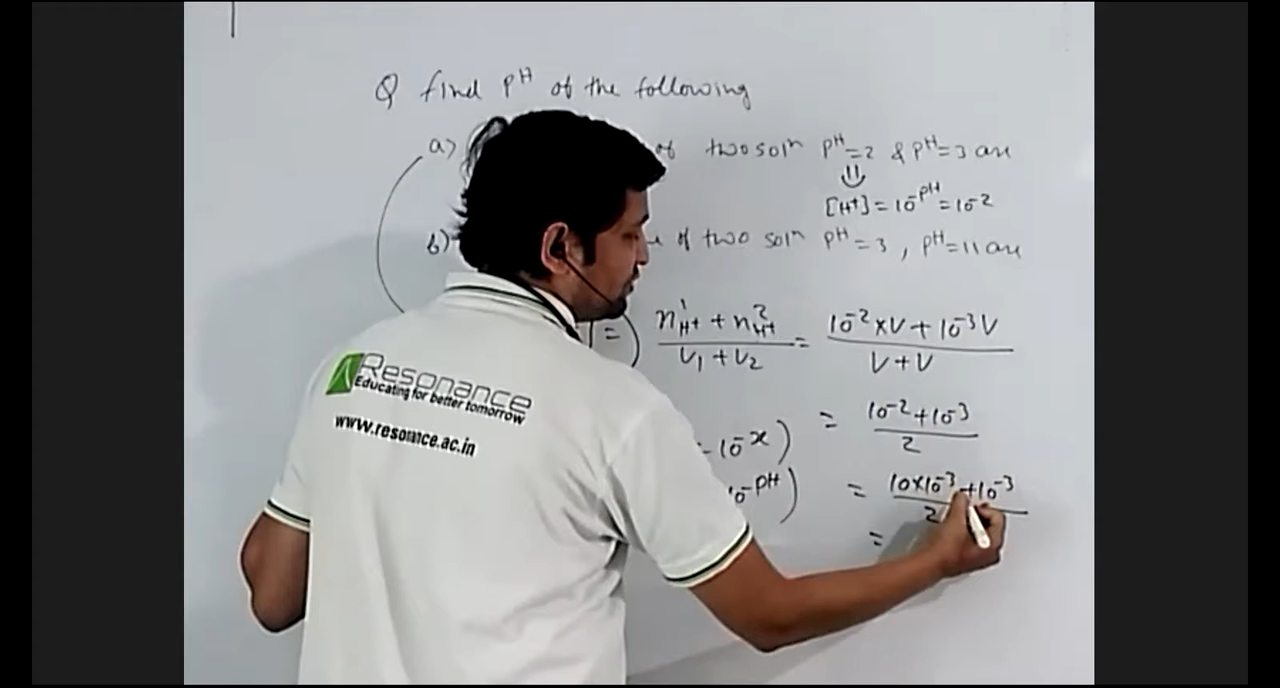 Q find pH of the following
a) of two soln pH=2 & pH=3 are
[H+] = 10^-pH = 10^-2
b) of two soln pH=3 , pH=11 are
= ) n^1H+ + n^2H+ / V1 + V2 = 10^-2 × V + 10^-3 V / V + V
= 10^-2 + 10^-3 / 2
10^-x)
10^-pH) = 10×10^-3 + 10^-3 / 2
=
Resonance
Educating for better tomorrow
www.resonance.ac.in